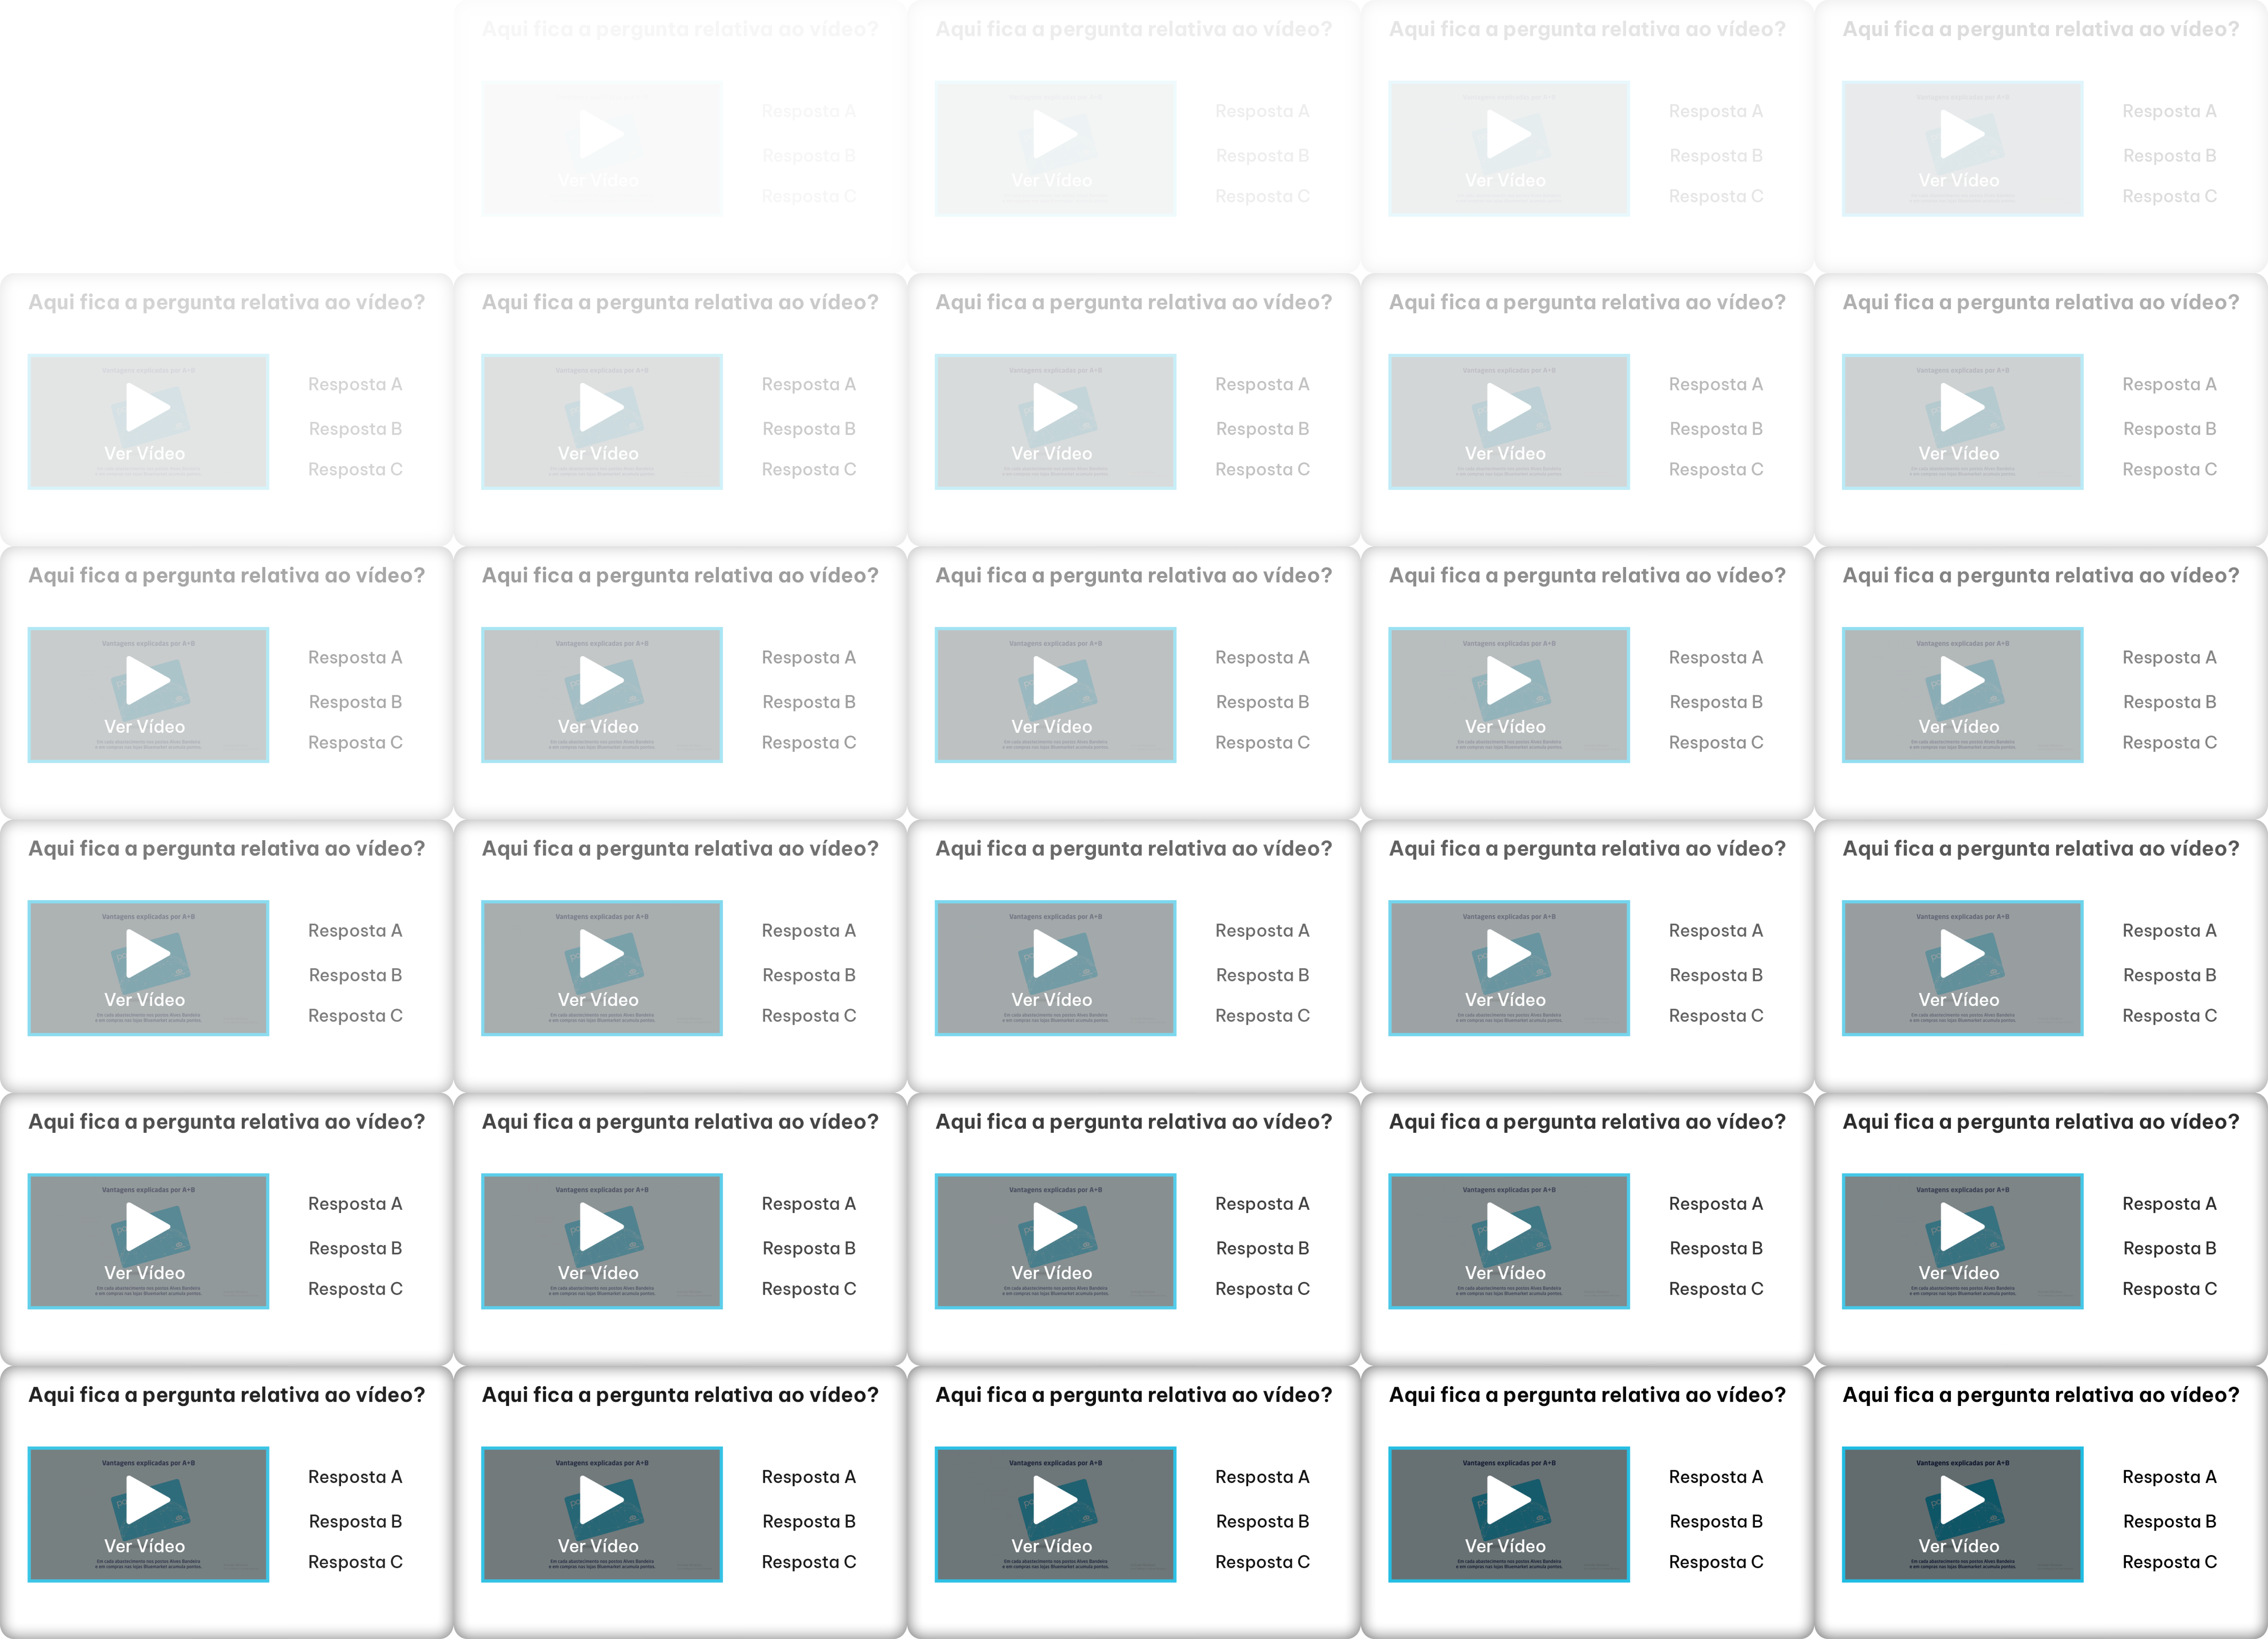 Aqui fica a pergunta relativa ao vídeo? Aqui fica a pergunta relativa ao vídeo? Aqui fica a pergunta relativa ao vídeo? Aqui fica a pergunta relativa ao vídeo?
Resposta A Resposta A Resposta A Resposta A
Resposta B Resposta B Resposta B Resposta B
Ver Vídeo Ver Vídeo Ver Vídeo Ver Vídeo
Resposta C Resposta C Resposta C Resposta C
Aqui fica a pergunta relativa ao vídeo? Aqui fica a pergunta relativa ao vídeo? Aqui fica a pergunta relativa ao vídeo? Aqui fica a pergunta relativa ao vídeo? Aqui fica a pergunta relativa ao vídeo?
Vantagens explicadas por A+B Vantagens explicadas por A+B Vantagens explicadas por A+B Vantagens explicadas por A+B Vantagens explicadas por A+B
Resposta A Resposta A Resposta A Resposta A Resposta A
Resposta B Resposta B Resposta B Resposta B Resposta B
Ver Vídeo Ver Vídeo Ver Vídeo Ver Vídeo Ver Vídeo
Resposta C Resposta C Resposta C Resposta C Resposta C
Aqui fica a pergunta relativa ao vídeo? Aqui fica a pergunta relativa ao vídeo? Aqui fica a pergunta relativa ao vídeo? Aqui fica a pergunta relativa ao vídeo? Aqui fica a pergunta relativa ao vídeo?
Vantagens explicadas por A+B Vantagens explicadas por A+B Vantagens explicadas por A+B Vantagens explicadas por A+B Vantagens explicadas por A+B
Resposta A Resposta A Resposta A Resposta A Resposta A
Resposta B Resposta B Resposta B Resposta B Resposta B
Ver Vídeo Ver Vídeo Ver Vídeo Ver Vídeo Ver Vídeo
Resposta C Resposta C Resposta C Resposta C Resposta C
Em cada abastecimento nos postos Alves Bandeira Em cada abastecimento nos postos Alves Bandeira Em cada abastecimento nos postos Alves Bandeira Em cada abastecimento nos postos Alves Bandeira Em cada abastecimento nos postos Alves Bandeira
e em compras nas lojas Bluemarket acumula pontos. e em compras nas lojas Bluemarket acumula pontos. e em compras nas lojas Bluemarket acumula pontos. e em compras nas lojas Bluemarket acumula pontos. e em compras nas lojas Bluemarket acumula pontos.
Aqui fica a pergunta relativa ao vídeo? Aqui fica a pergunta relativa ao vídeo? Aqui fica a pergunta relativa ao vídeo? Aqui fica a pergunta relativa ao vídeo? Aqui fica a pergunta relativa ao vídeo?
Vantagens explicadas por A+B Vantagens explicadas por A+B Vantagens explicadas por A+B Vantagens explicadas por A+B Vantagens explicadas por A+B
Resposta A Resposta A Resposta A Resposta A Resposta A
Resposta B Resposta B Resposta B Resposta B Resposta B
Ver Vídeo Ver Vídeo Ver Vídeo Ver Vídeo Ver Vídeo
Resposta C Resposta C Resposta C Resposta C Resposta C
Em cada abastecimento nos postos Alves Bandeira Em cada abastecimento nos postos Alves Bandeira Em cada abastecimento nos postos Alves Bandeira Em cada abastecimento nos postos Alves Bandeira Em cada abastecimento nos postos Alves Bandeira
e em compras nas lojas Bluemarket acumula pontos. e em compras nas lojas Bluemarket acumula pontos. e em compras nas lojas Bluemarket acumula pontos. e em compras nas lojas Bluemarket acumula pontos. e em compras nas lojas Bluemarket acumula pontos.
Aqui fica a pergunta relativa ao vídeo? Aqui fica a pergunta relativa ao vídeo? Aqui fica a pergunta relativa ao vídeo? Aqui fica a pergunta relativa ao vídeo? Aqui fica a pergunta relativa ao vídeo?
Vantagens explicadas por A+B Vantagens explicadas por A+B Vantagens explicadas por A+B Vantagens explicadas por A+B Vantagens explicadas por A+B
Resposta A Resposta A Resposta A Resposta A Resposta A
Resposta B Resposta B Resposta B Resposta B Resposta B
Ver Vídeo Ver Vídeo Ver Vídeo Ver Vídeo Ver Vídeo
Resposta C Resposta C Resposta C Resposta C Resposta C
Em cada abastecimento nos postos Alves Bandeira Em cada abastecimento nos postos Alves Bandeira Em cada abastecimento nos postos Alves Bandeira Em cada abastecimento nos postos Alves Bandeira Em cada abastecimento nos postos Alves Bandeira
e em compras nas lojas Bluemarket acumula pontos. e em compras nas lojas Bluemarket acumula pontos. e em compras nas lojas Bluemarket acumula pontos. e em compras nas lojas Bluemarket acumula pontos. e em compras nas lojas Bluemarket acumula pontos.
Aqui fica a pergunta relativa ao vídeo? Aqui fica a pergunta relativa ao vídeo? Aqui fica a pergunta relativa ao vídeo? Aqui fica a pergunta relativa ao vídeo? Aqui fica a pergunta relativa ao vídeo?
Vantagens explicadas por A+B Vantagens explicadas por A+B Vantagens explicadas por A+B Vantagens explicadas por A+B Vantagens explicadas por A+B
Resposta A Resposta A Resposta A Resposta A Resposta A
Resposta B Resposta B Resposta B Resposta B Resposta B
Ver Vídeo Ver Vídeo Ver Vídeo Ver Vídeo Ver Vídeo
Resposta C Resposta C Resposta C Resposta C Resposta C
Em cada abastecimento nos postos Alves Bandeira Em cada abastecimento nos postos Alves Bandeira Em cada abastecimento nos postos Alves Bandeira Em cada abastecimento nos postos Alves Bandeira Em cada abastecimento nos postos Alves Bandeira
e em compras nas lojas Bluemarket acumula pontos. e em compras nas lojas Bluemarket acumula pontos. e em compras nas lojas Bluemarket acumula pontos. e em compras nas lojas Bluemarket acumula pontos. e em compras nas lojas Bluemarket acumula pontos.